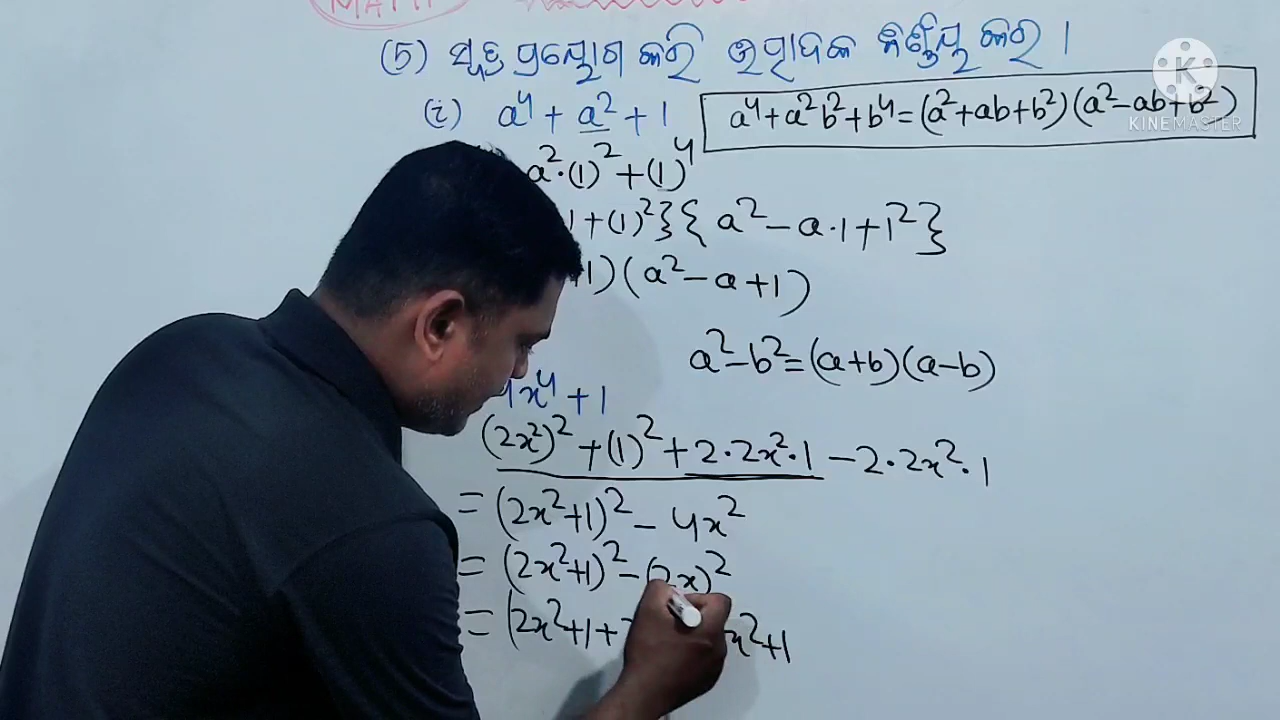 MATH
(5) ସୂତ୍ର ପ୍ରୟୋଗ କରି ଉତ୍ପାଦକ ନିର୍ଣ୍ଣୟ କର ।
(i) a⁴ + a² + 1
a⁴+a²b²+b⁴=(a²+ab+b²)(a²-ab+b²)
KINEMASTER
a²·(1)²+(1)⁴
1+(1)²}{a²-a·1+1²}
+1)(a²-a+1)
a²-b²=(a+b)(a-b)
4x⁴+1
(2x²)²+(1)²+2·2x²·1-2·2x²·1
=(2x²+1)²-4x²
=(2x²+1)²-(2x)²
=(2x²+1+ x²+1